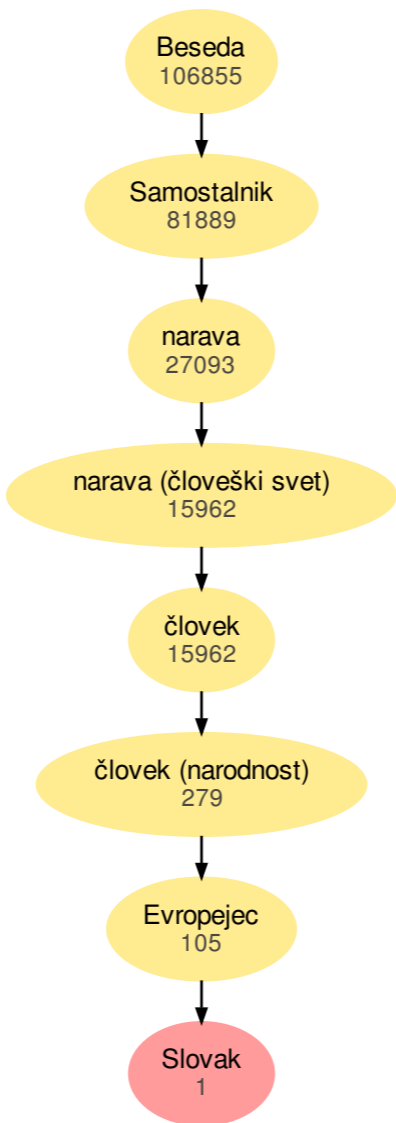 Beseda
106855
Samostalnik
81889
narava
27093
narava (človeški svet)
15962
človek
15962
človek (narodnost)
279
Evropejec
105
Slovak
1